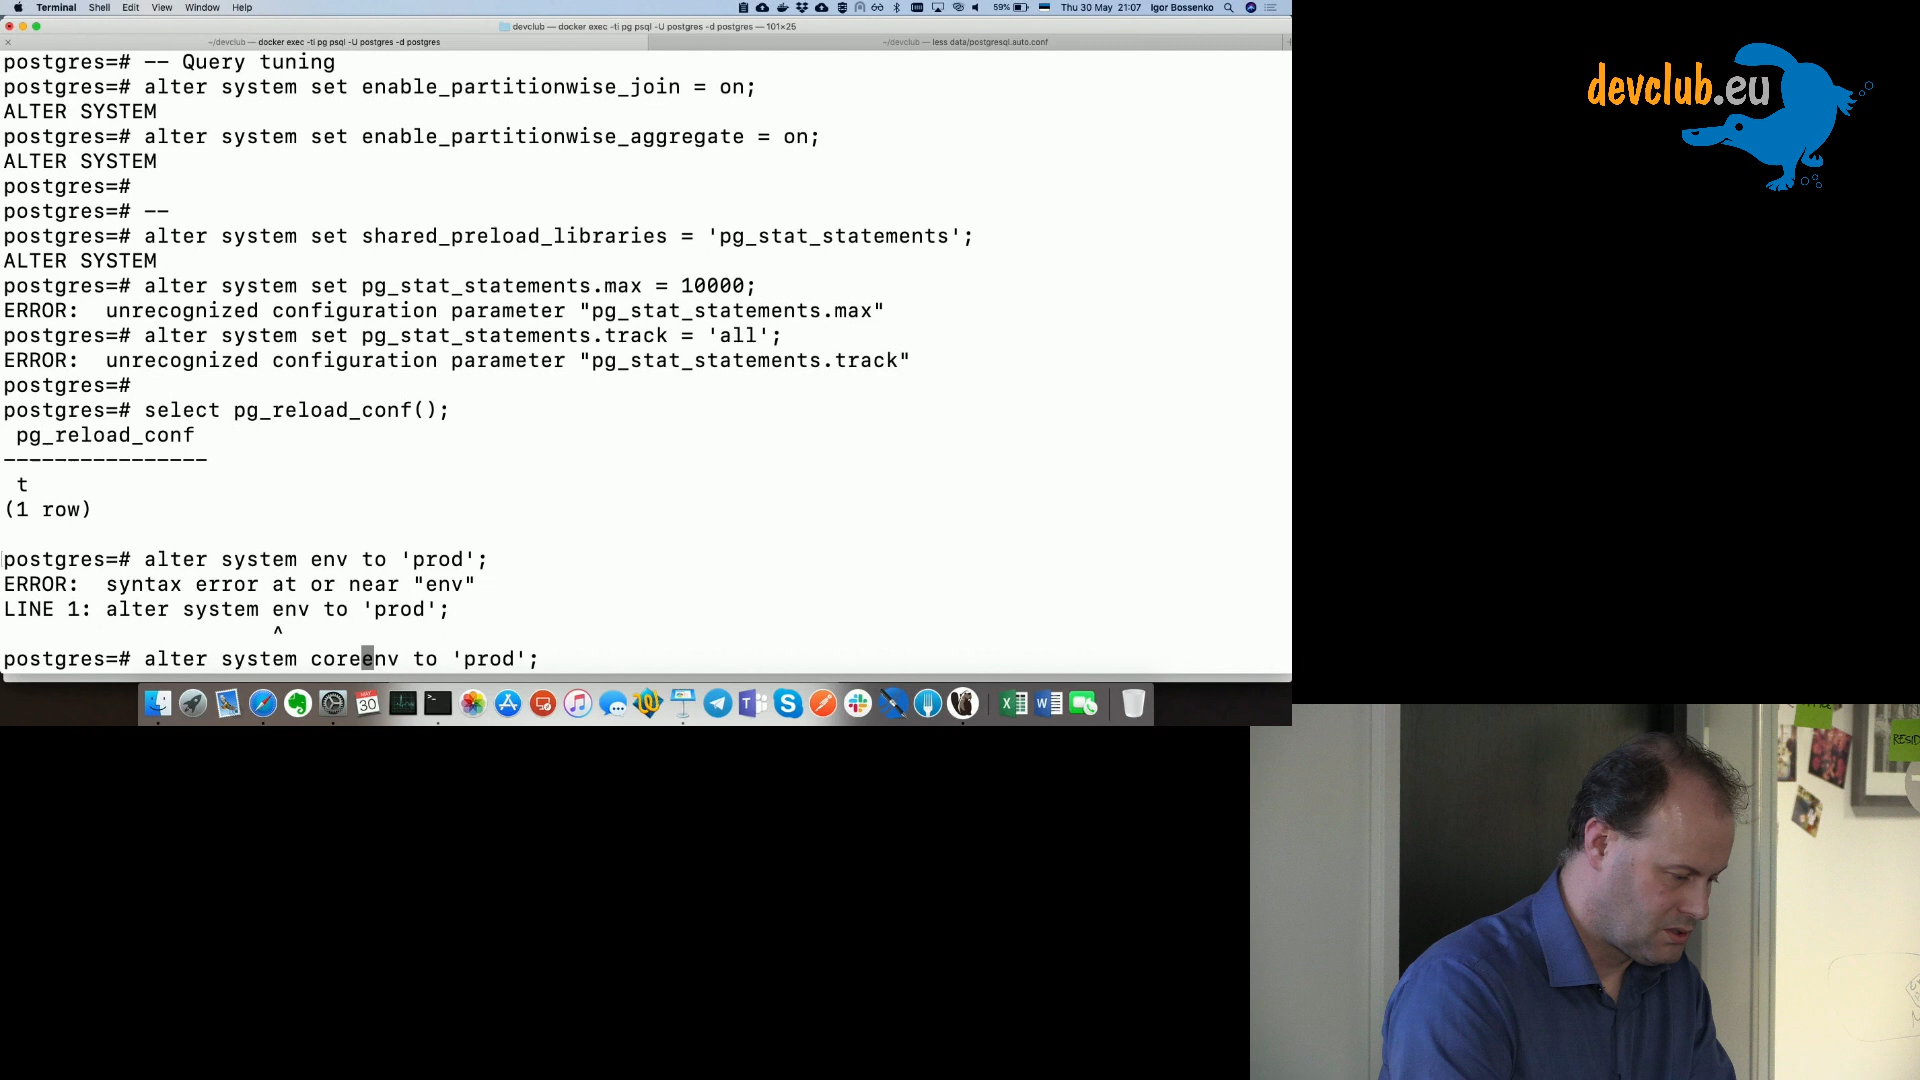 Terminal Shell Edit View Window Help
59% Thu 30 May 21:07 Igor Bossenko
devclub — docker exec -ti pg psql -U postgres -d postgres — 101×25
~/devclub — docker exec -ti pg psql -U postgres -d postgres
~/devclub — less data/postgresql.auto.conf
postgres=# -- Query tuning
postgres=# alter system set enable_partitionwise_join = on;
ALTER SYSTEM
postgres=# alter system set enable_partitionwise_aggregate = on;
ALTER SYSTEM
postgres=#
postgres=# --
postgres=# alter system set shared_preload_libraries = 'pg_stat_statements';
ALTER SYSTEM
postgres=# alter system set pg_stat_statements.max = 10000;
ERROR:  unrecognized configuration parameter "pg_stat_statements.max"
postgres=# alter system set pg_stat_statements.track = 'all';
ERROR:  unrecognized configuration parameter "pg_stat_statements.track"
postgres=#
postgres=# select pg_reload_conf();
 pg_reload_conf
----------------
 t
(1 row)
postgres=# alter system env to 'prod';
ERROR:  syntax error at or near "env"
LINE 1: alter system env to 'prod';
^
postgres=# alter system coreenv to 'prod';
MAY
30
devclub.eu